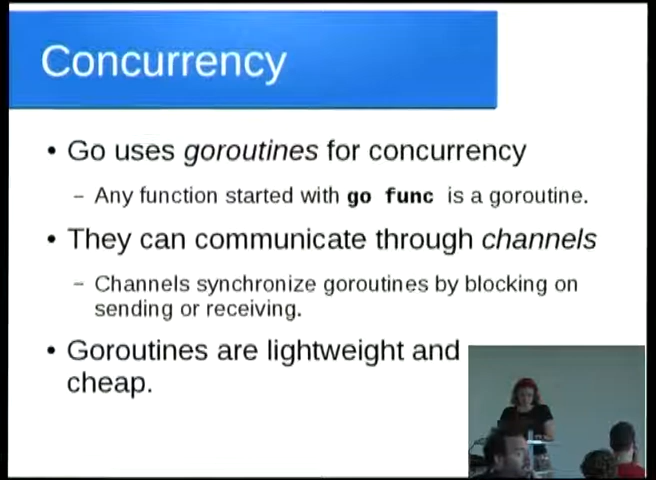 Concurrency
• Go uses goroutines for concurrency
– Any function started with go func is a goroutine.
• They can communicate through channels
– Channels synchronize goroutines by blocking on
sending or receiving.
• Goroutines are lightweight and
cheap.